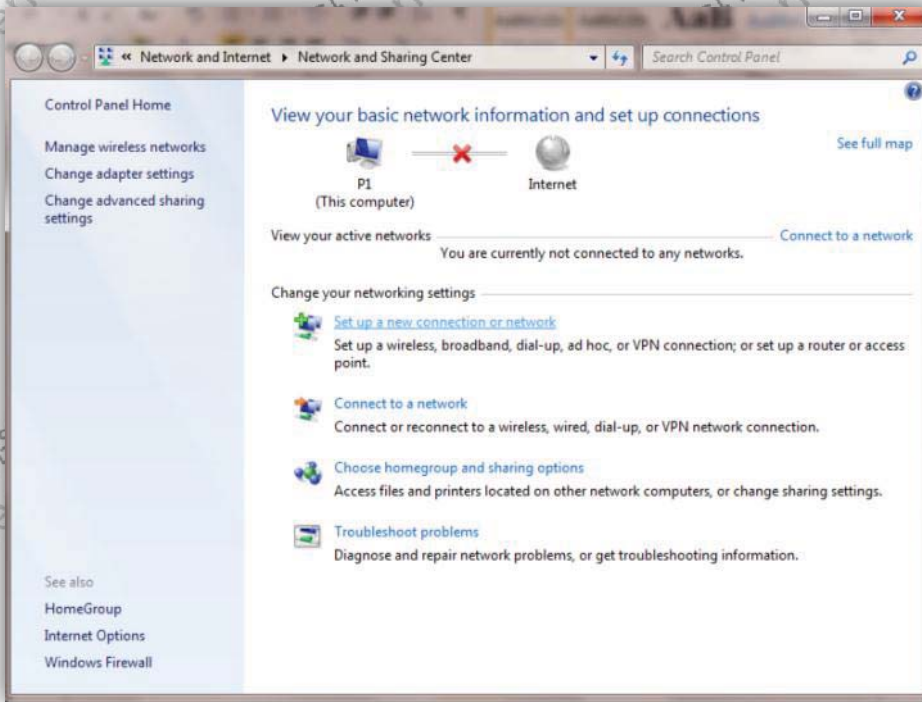 « Network and Internet ▸ Network and Sharing Center
Search Control Panel
Control Panel Home
Manage wireless networks
Change adapter settings
Change advanced sharing
settings
View your basic network information and set up connections
See full map
P1
(This computer)
Internet
View your active networks
Connect to a network
You are currently not connected to any networks.
Change your networking settings
Set up a new connection or network
Set up a wireless, broadband, dial-up, ad hoc, or VPN connection; or set up a router or access
point.
Connect to a network
Connect or reconnect to a wireless, wired, dial-up, or VPN network connection.
Choose homegroup and sharing options
Access files and printers located on other network computers, or change sharing settings.
Troubleshoot problems
Diagnose and repair network problems, or get troubleshooting information.
See also
HomeGroup
Internet Options
Windows Firewall